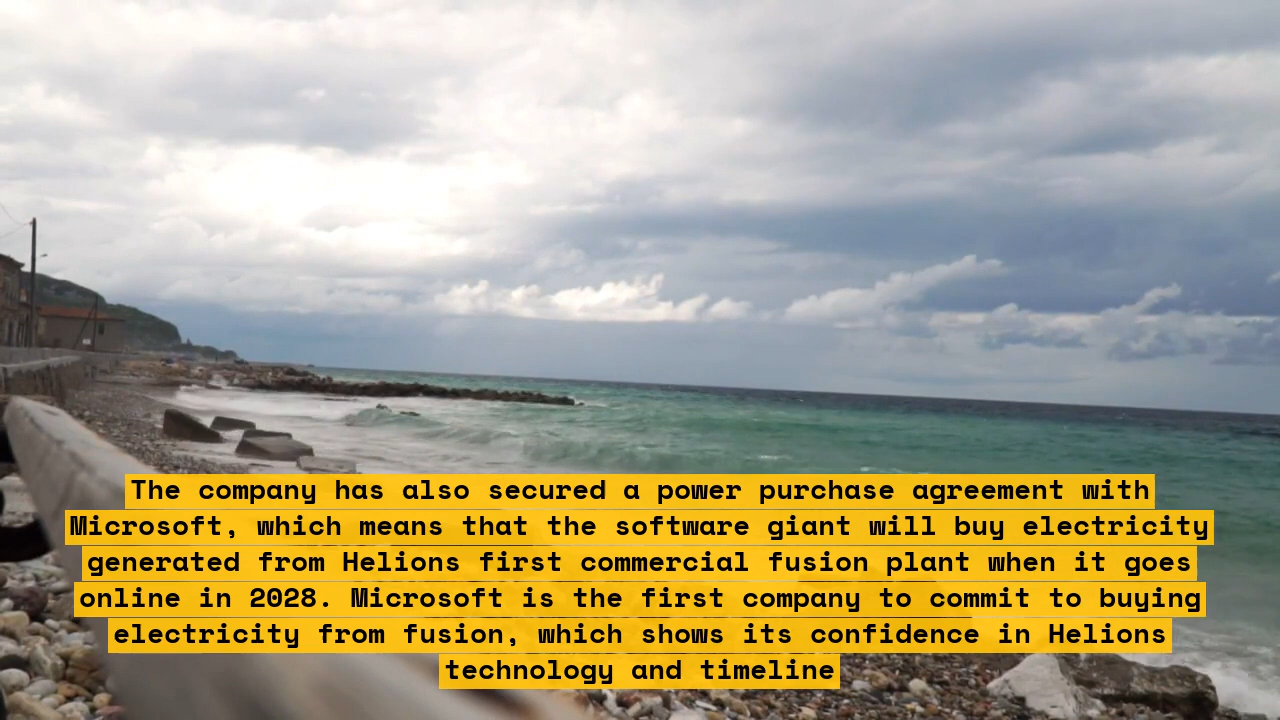 The company has also secured a power purchase agreement with
Microsoft, which means that the software giant will buy electricity
generated from Helions first commercial fusion plant when it goes
online in 2028. Microsoft is the first company to commit to buying
electricity from fusion, which shows its confidence in Helions
technology and timeline